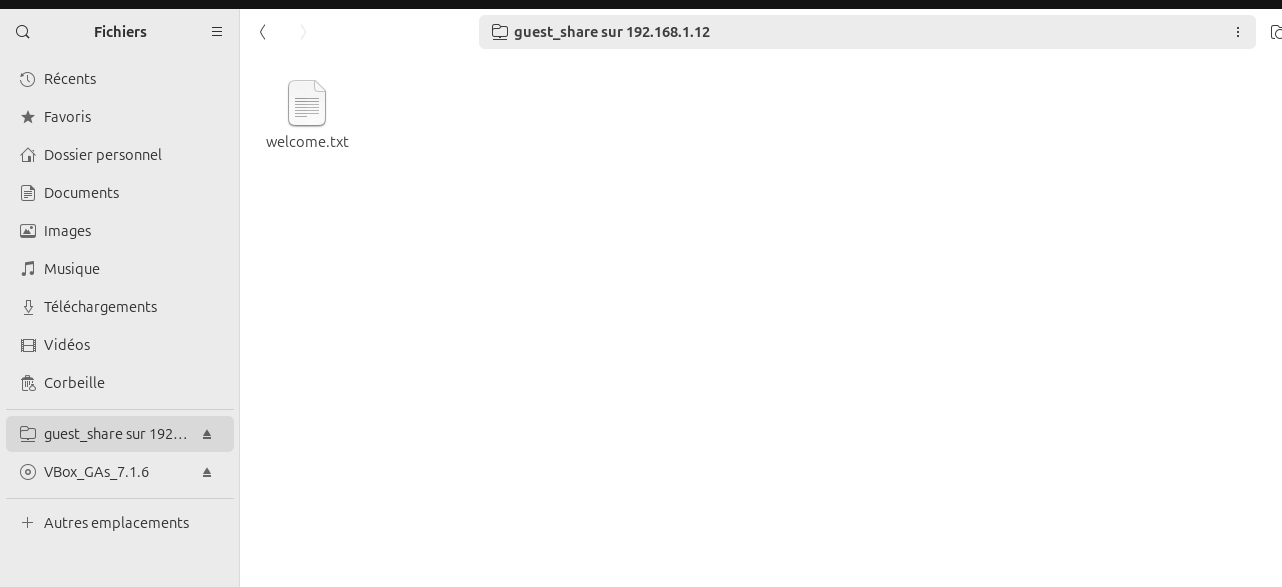 Fichiers
guest_share sur 192.168.1.12
Récents
Favoris
Dossier personnel
Documents
Images
Musique
Téléchargements
Vidéos
Corbeille
guest_share sur 192...
VBox_GAs_7.1.6
Autres emplacements
welcome.txt